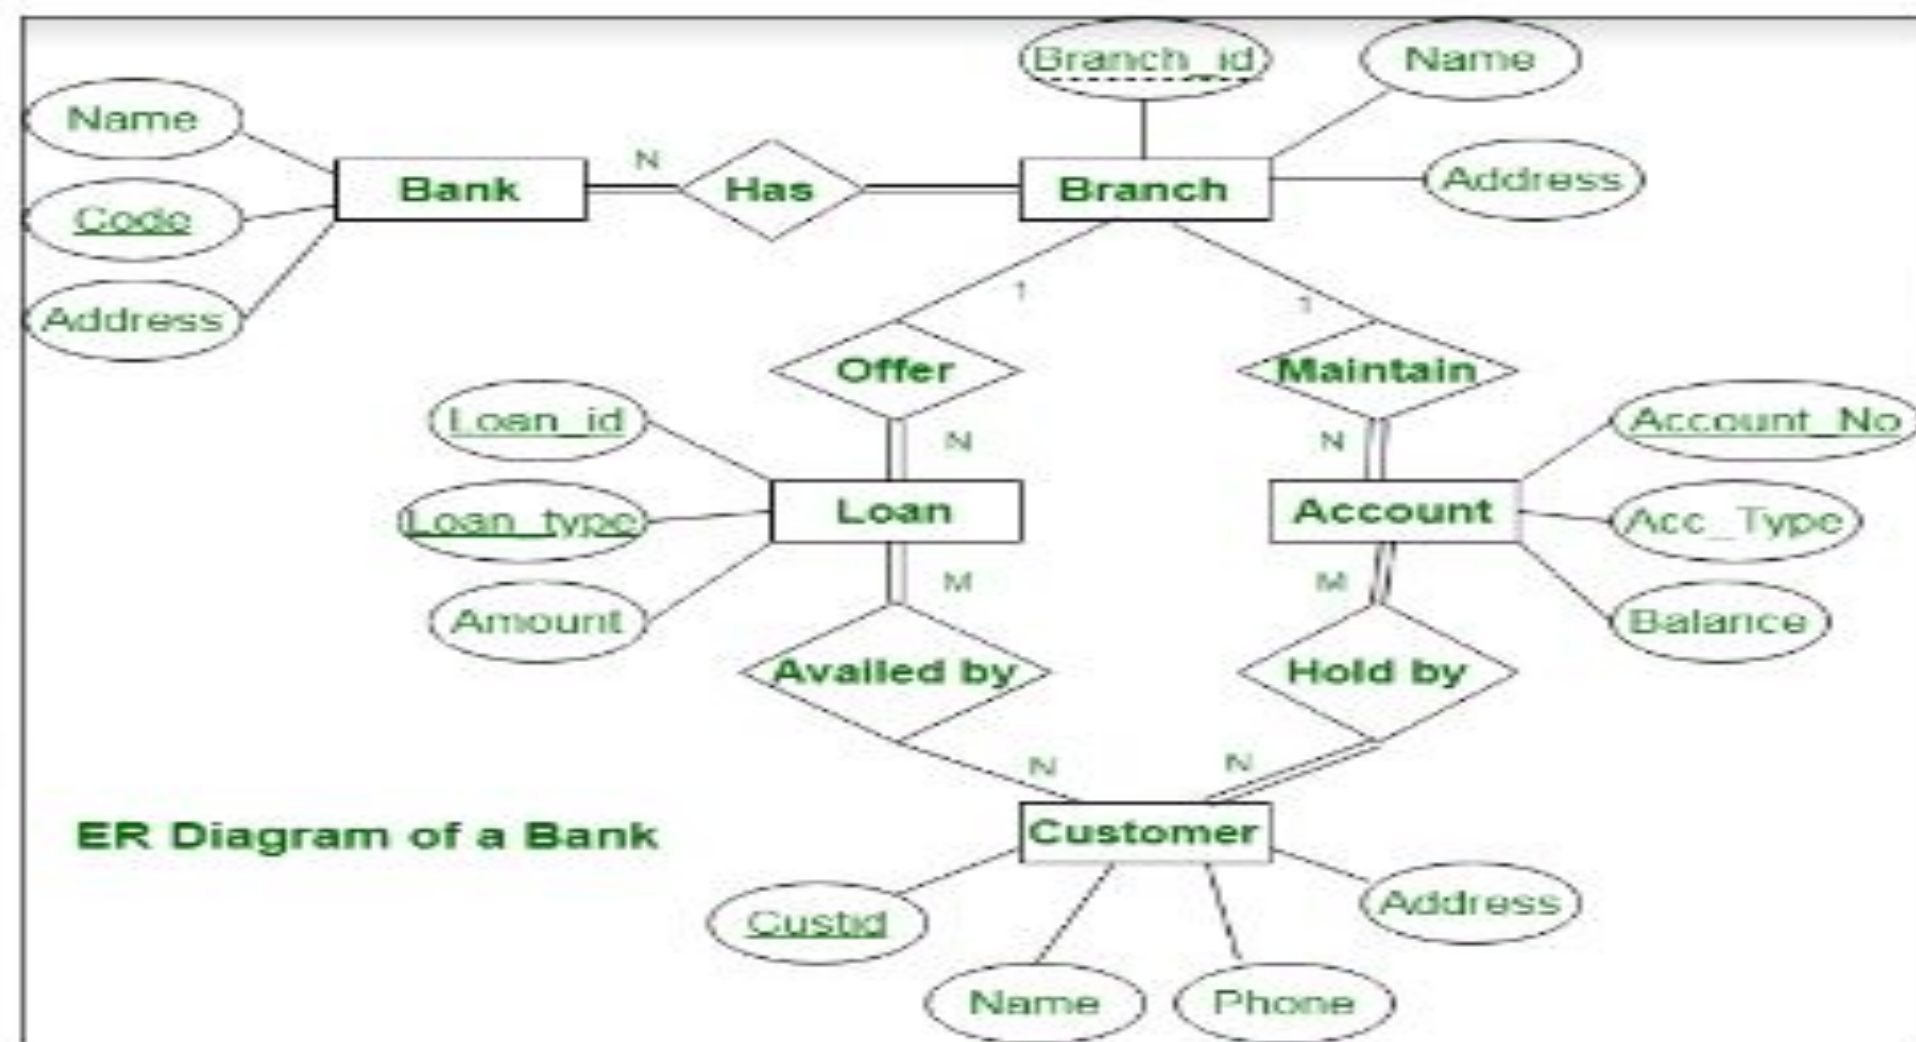 Branch_id
Name
Name
Bank
N
Has
Branch
Address
Code
Address
1
1
Offer
Maintain
Loan_id
N
N
Account_No
Loan
Account
Loan_type
Acc_Type
M
M
Amount
Balance
Availed by
Hold by
N
N
ER Diagram of a Bank
Customer
Custid
Address
Name
Phone